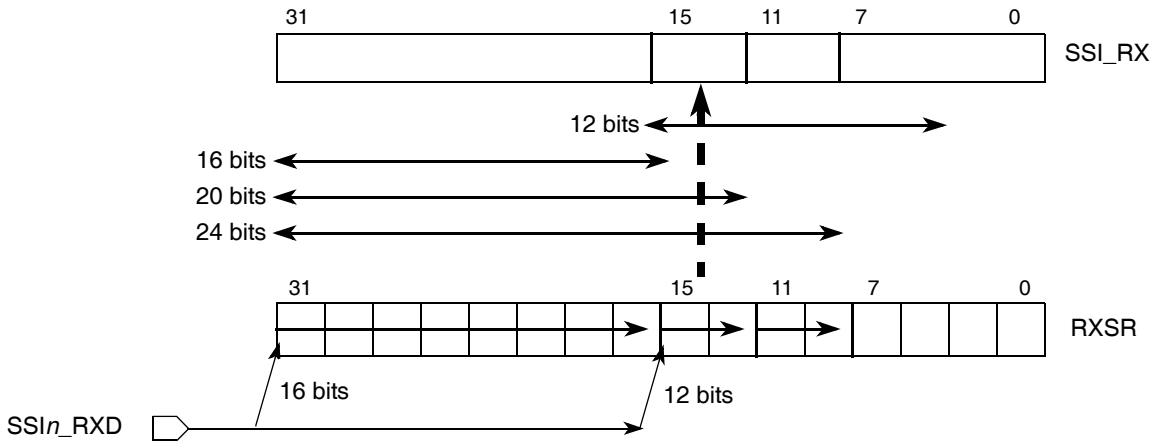 31 15 11 7 0
SSI_RX
12 bits
16 bits
20 bits
24 bits
31 15 11 7 0
RXSR
16 bits 12 bits
SSIn_RXD